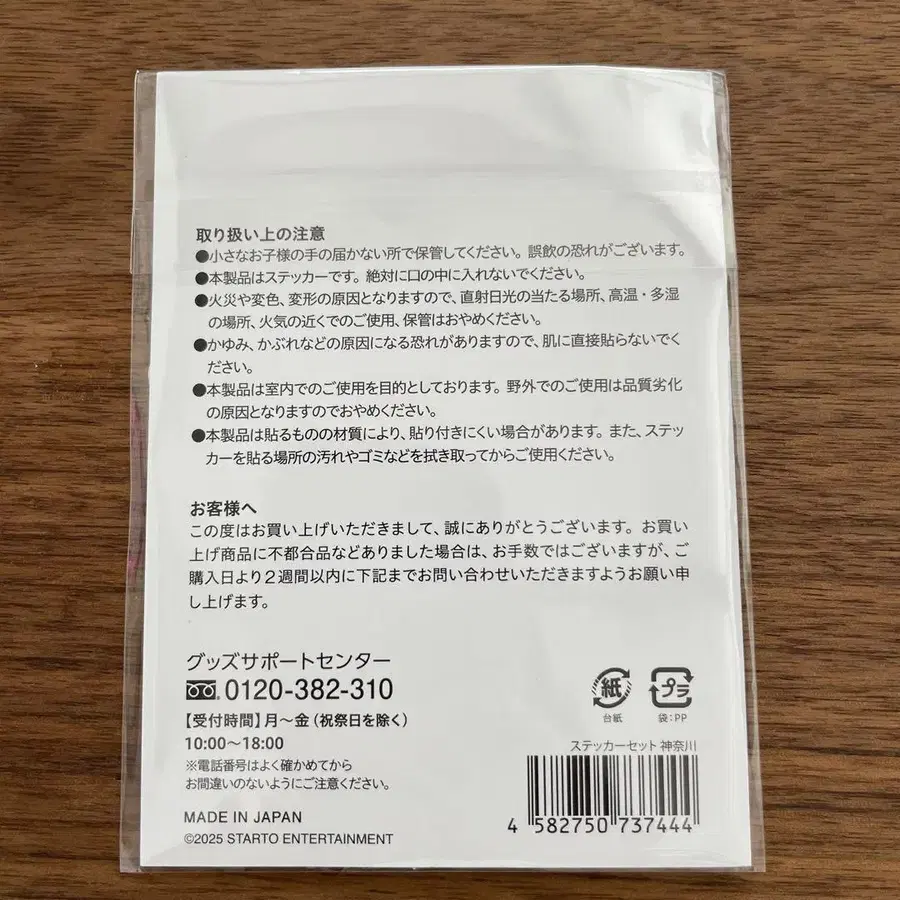 取り扱い上の注意
●小さなお子様の手の届かない所で保管してください。誤飲の恐れがございます。
●本製品はステッカーです。絶対に口の中に入れないでください。
●火災や変色、変形の原因となりますので、直射日光の当たる場所、高温・多湿
の場所、火気の近くでのご使用、保管はおやめください。
●かゆみ、かぶれなどの原因になる恐れがありますので、肌に直接貼らないでく
ださい。
●本製品は室内でのご使用を目的としております。野外でのご使用は品質劣化
の原因となりますのでおやめください。
●本製品は貼るものの材質により、貼り付きにくい場合があります。また、ステッ
カーを貼る場所の汚れやゴミなどを拭き取ってからご使用ください。
お客様へ
この度はお買い上げいただきまして、誠にありがとうございます。お買い
上げ商品に不都合品などありました場合は、お手数ではございますが、ご
購入日より2週間以内に下記までお問い合わせいただきますようお願い申
し上げます。
グッズサポートセンター
0120-382-310
【受付時間】月〜金（祝祭日を除く）
10:00〜18:00
※電話番号はよく確かめてから
お間違いのないようにご注意ください。
MADE IN JAPAN
©2025 STARTO ENTERTAINMENT
紙
台紙
プラ
袋:PP
ステッカーセット 神奈川
4 582750 737444